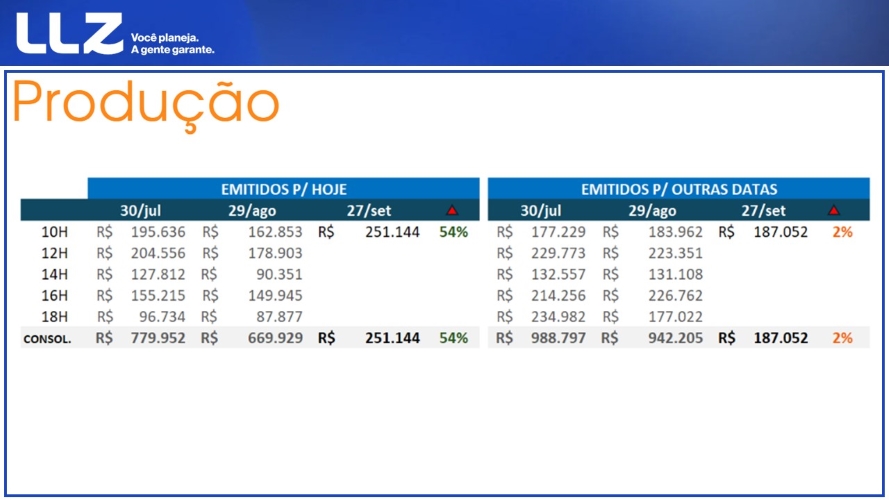 LLZ Você planeja.
A gente garante.
Produção
EMITIDOS P/ HOJE EMITIDOS P/ OUTRAS DATAS
30/jul 29/ago 27/set 30/jul 29/ago 27/set
10H R$ 195.636 R$ 162.853 R$ 251.144 54% R$ 177.229 R$ 183.962 R$ 187.052 2%
12H R$ 204.556 R$ 178.903 R$ 229.773 R$ 223.351
14H R$ 127.812 R$ 90.351 R$ 132.557 R$ 131.108
16H R$ 155.215 R$ 149.945 R$ 214.256 R$ 226.762
18H R$ 96.734 R$ 87.877 R$ 234.982 R$ 177.022
CONSOL. R$ 779.952 R$ 669.929 R$ 251.144 54% R$ 988.797 R$ 942.205 R$ 187.052 2%